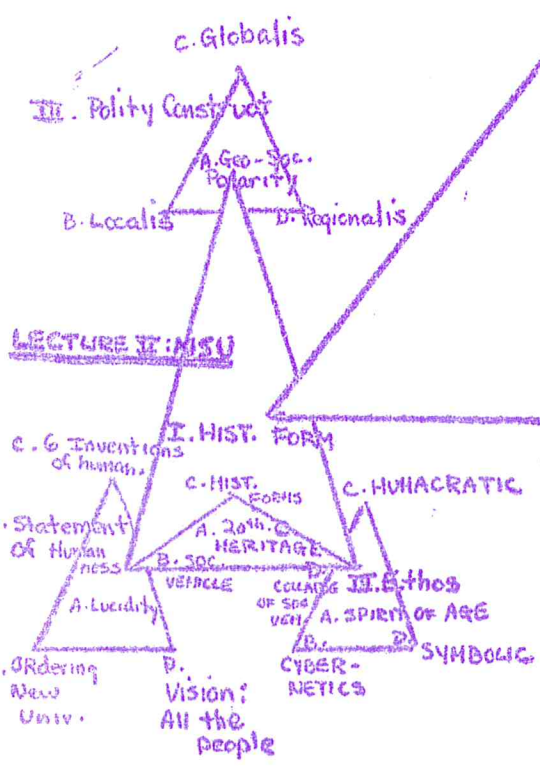 C. Globalis
III. Polity Construct
A. Geo-Soc.
Polarity
B. Localis
D. Regionalis
LECTURE II: NSU
I. HIST. FORM
C. 6 Inventions
of human.
C. HIST.
FORMS
C. HUMACRATIC
. Statement
of Human
ness
A. 20th. C.
HERITAGE
B. SOC.
VEHICLE
D.
COLLAPSE
OF SOC
VEH.
II. Ethos
A. Lucidity
A. SPIRIT OF AGE
. ORdering
New
Univ.
D.
Vision:
All the
people
B.
CYBER-
NETICS
D.
SYMBOLIC